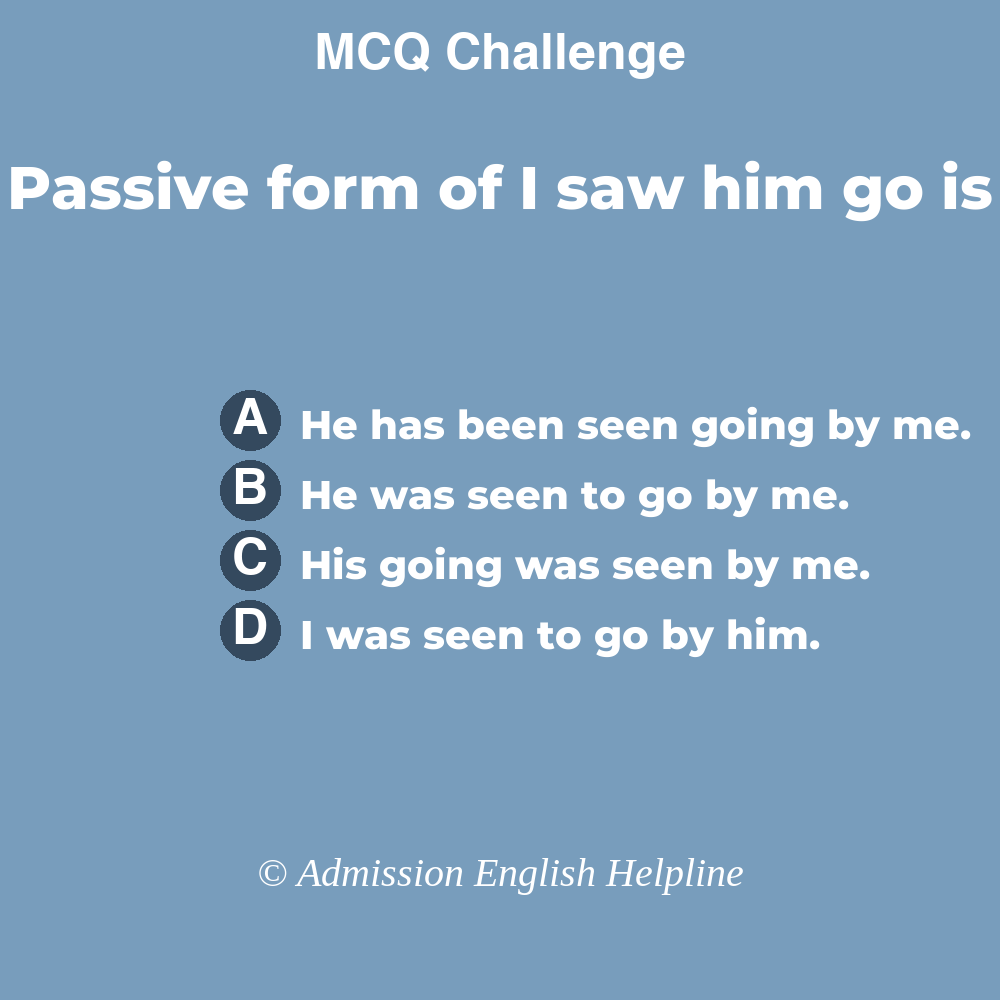 MCQ Challenge
Passive form of I saw him go is
A He has been seen going by me.
B He was seen to go by me.
C His going was seen by me.
D I was seen to go by him.
© Admission English Helpline